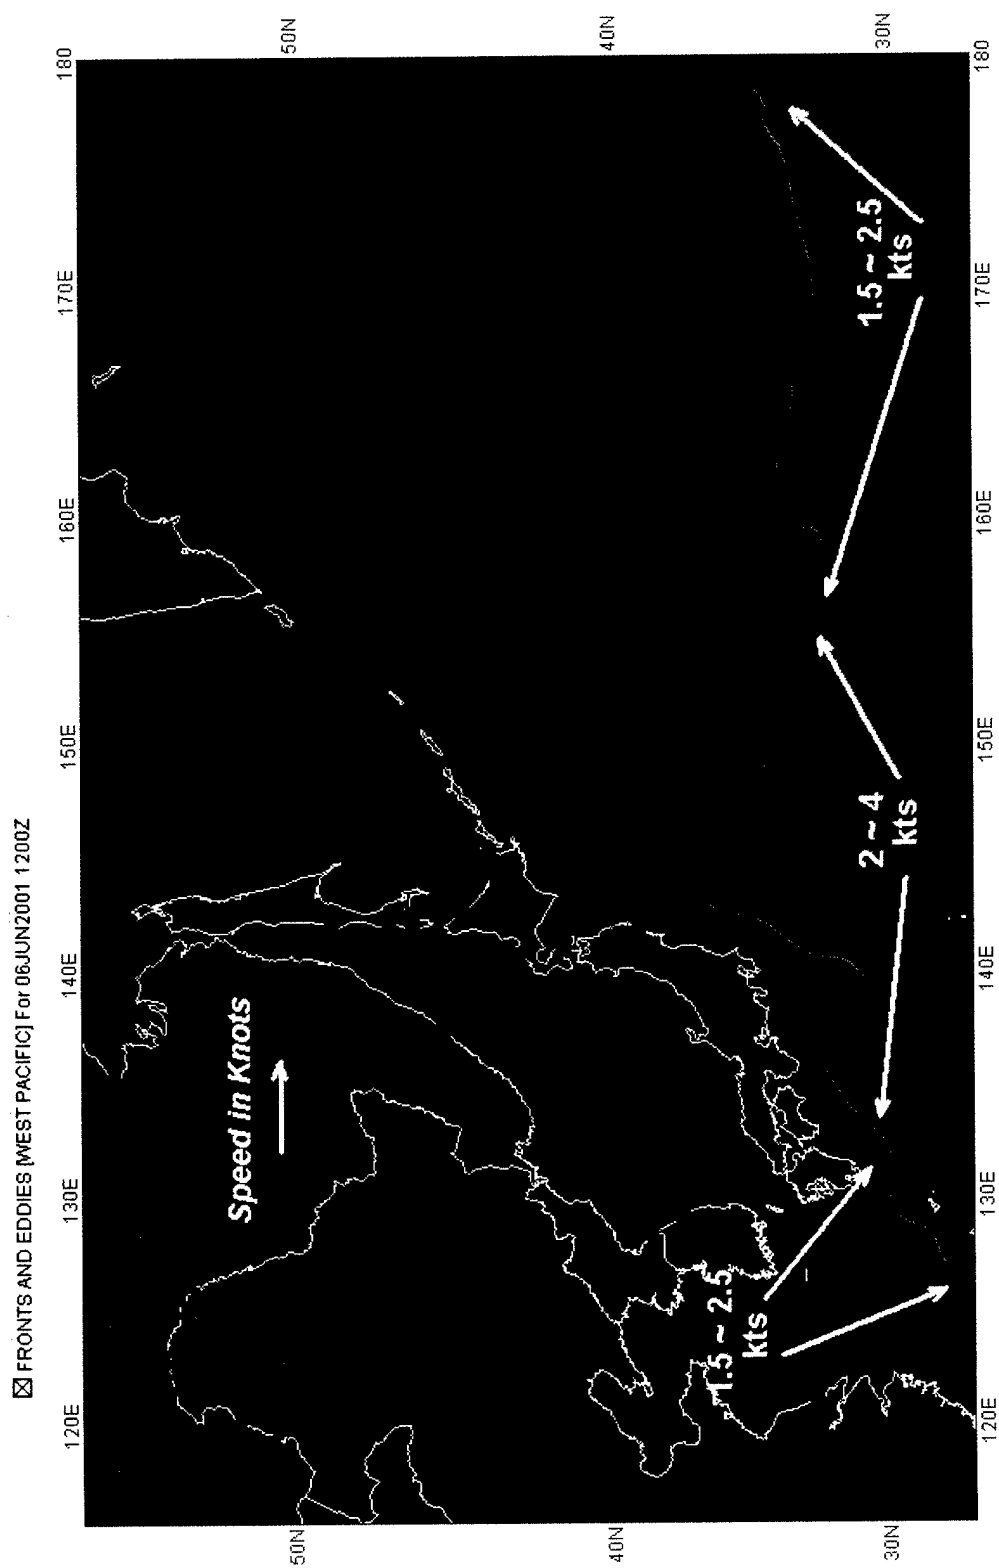 ☒ FRONTS AND EDDIES [WEST PACIFIC] For 06JUN2001 1200Z
120E 130E 140E 150E 160E 170E 180
50N
50N
40N
40N
30N
30N
Speed in Knots
1.5 ~ 2.5
kts
2 ~ 4
kts
1.5 ~ 2.5
kts
120E 130E 140E 150E 160E 170E 180